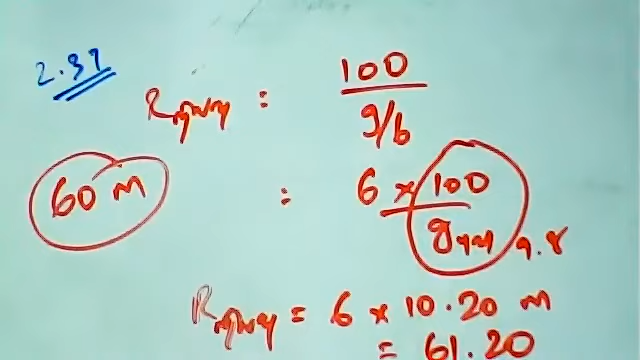 2.37
R = 100 / g/6
60 M
= 6 x 100 / g 9.8
R = 6 x 10.20 m
= 61.20